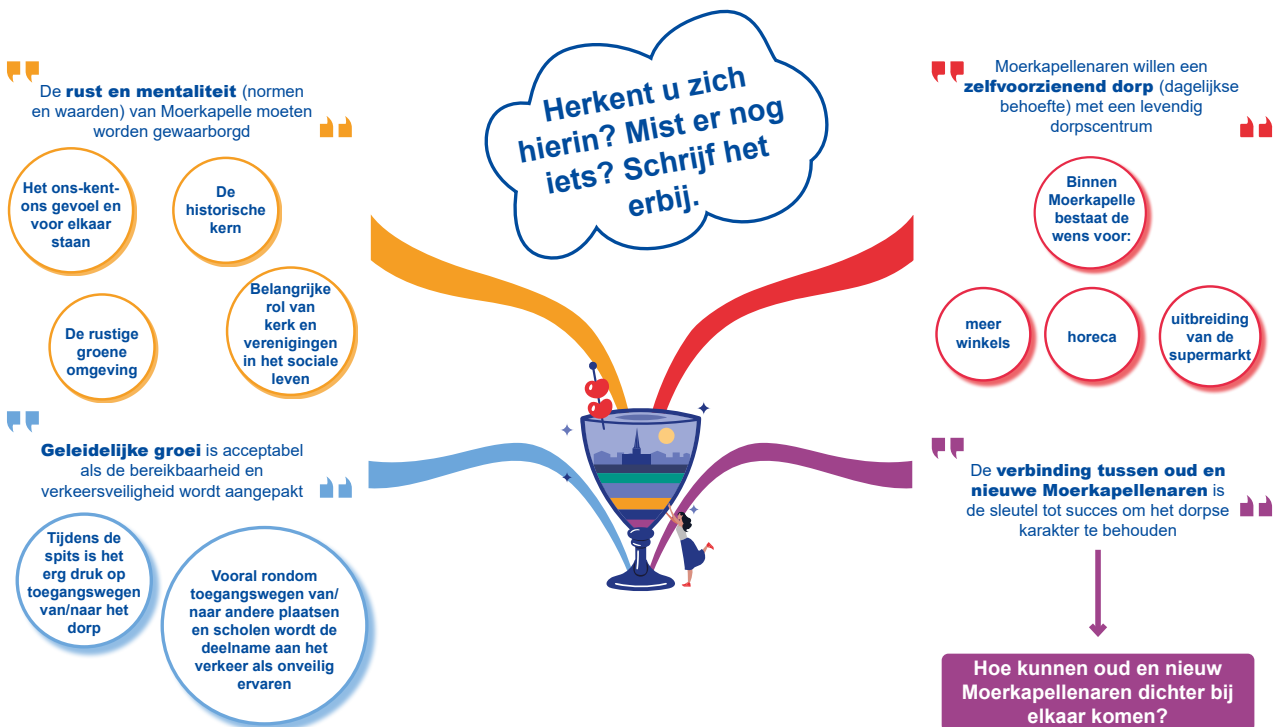 Herkent u zich
hierin? Mist er nog
iets? Schrijf het
erbij.
De rust en mentaliteit (normen
en waarden) van Moerkapelle moeten
worden gewaarborgd
Het ons-kent-
ons gevoel en
voor elkaar
staan
De
historische
kern
De rustige
groene
omgeving
Belangrijke
rol van
kerk en
verenigingen
in het sociale
leven
Moerkapellenaren willen een
zelfvoorzienend dorp (dagelijkse
behoefte) met een levendig
dorpscentrum
Binnen
Moerkapelle
bestaat de
wens voor:
meer
winkels
horeca
uitbreiding
van de
supermarkt
Geleidelijke groei is acceptabel
als de bereikbaarheid en
verkeersveiligheid wordt aangepakt
Tijdens de
spits is het
erg druk op
toegangswegen
van/naar het
dorp
Vooral rondom
toegangswegen van/
naar andere plaatsen
en scholen wordt de
deelname aan het
verkeer als onveilig
ervaren
De verbinding tussen oud en
nieuwe Moerkapellenaren is
de sleutel tot succes om het dorpse
karakter te behouden
Hoe kunnen oud en nieuw
Moerkapellenaren dichter bij
elkaar komen?